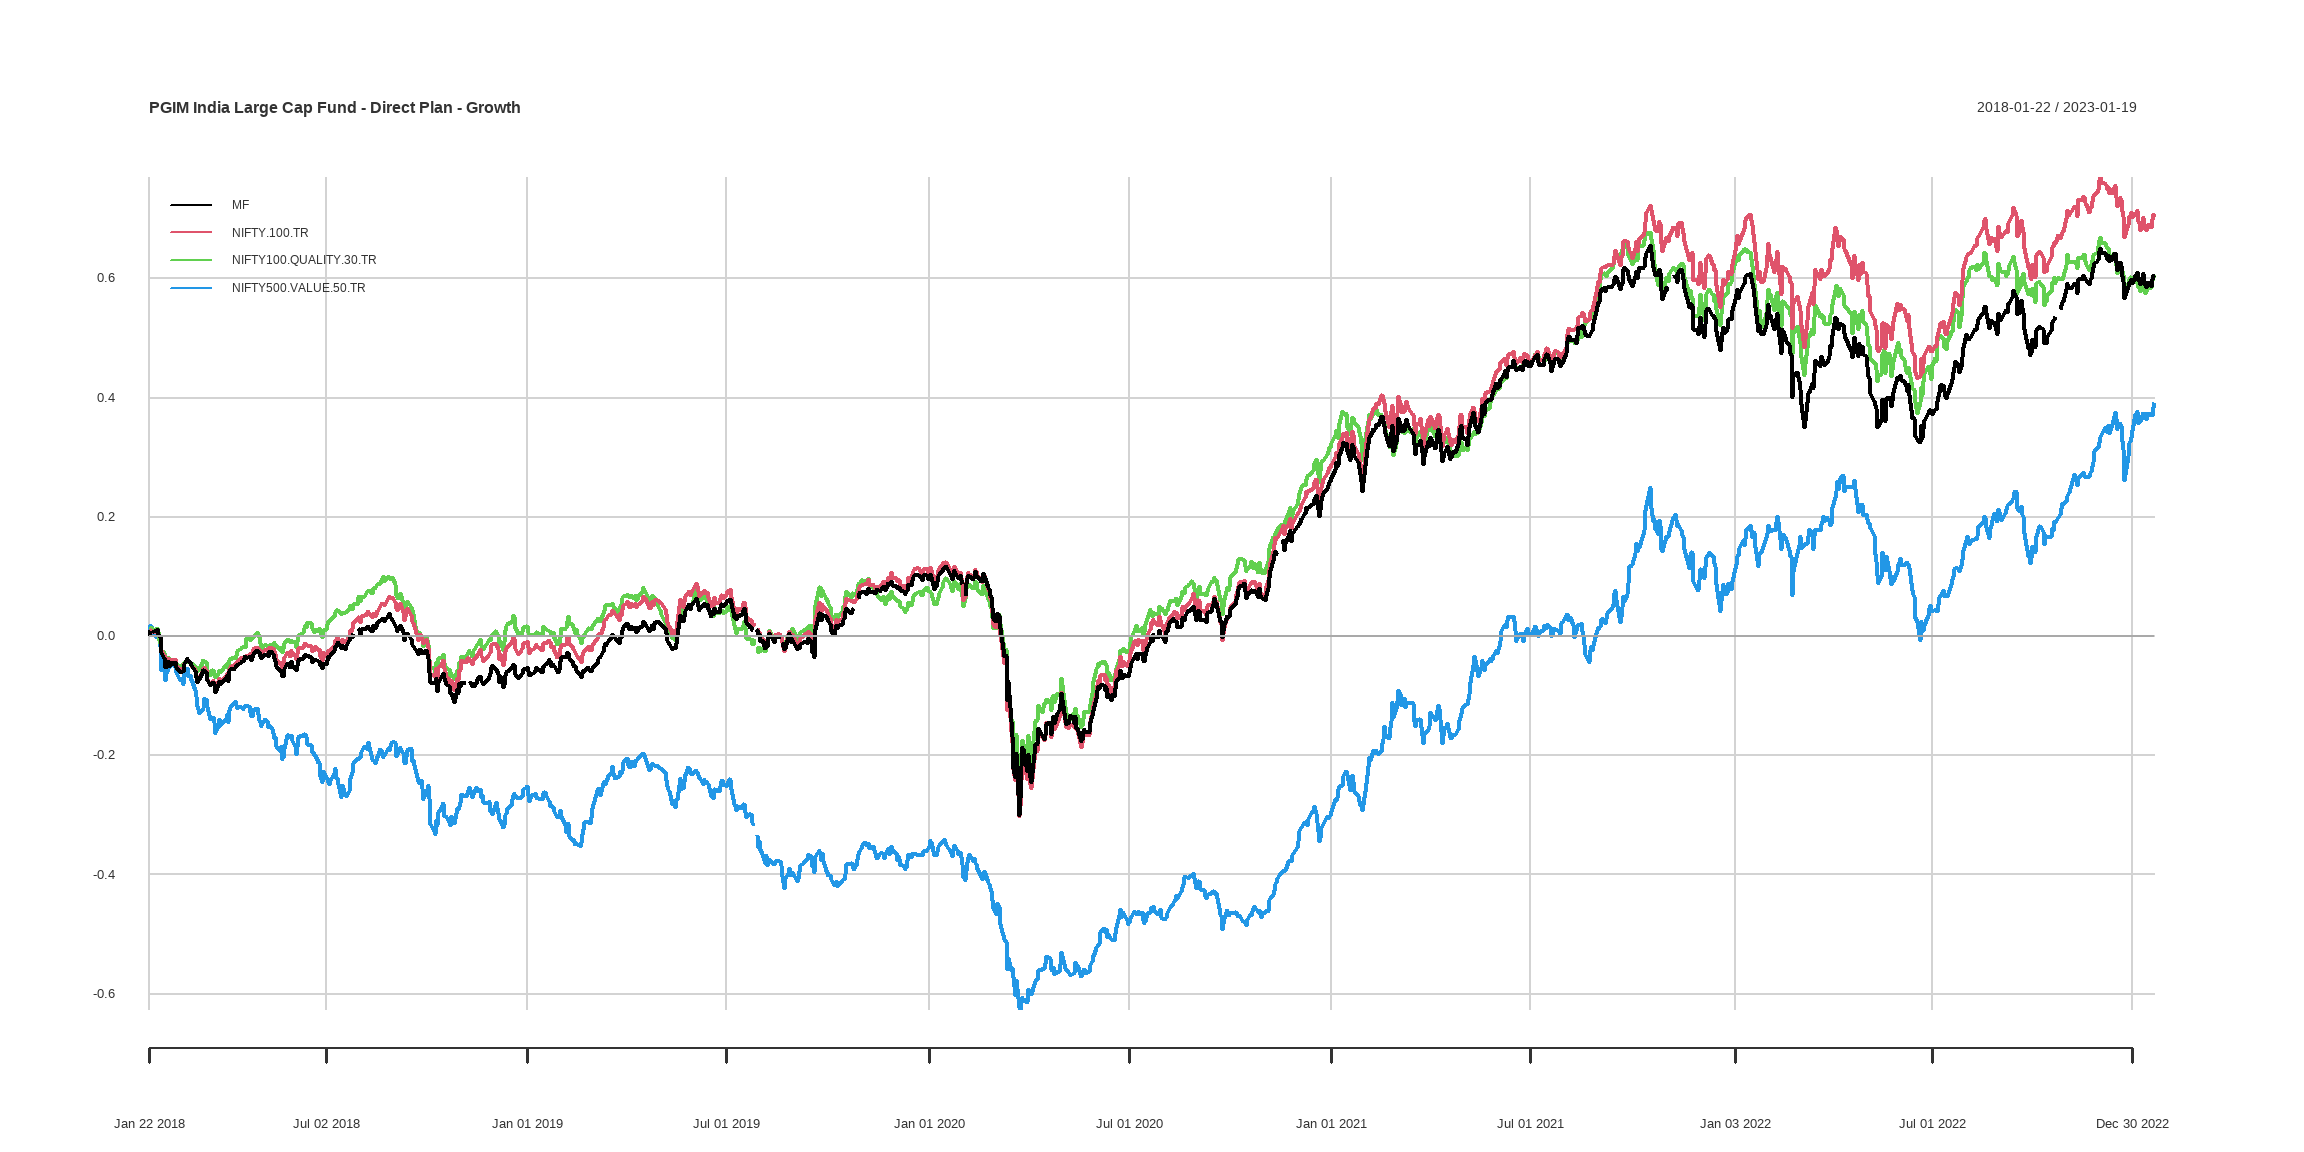 PGIM India Large Cap Fund - Direct Plan - Growth
2018-01-22 / 2023-01-19
MF
NIFTY.100.TR
NIFTY100.QUALITY.30.TR
NIFTY500.VALUE.50.TR
0.6
0.4
0.2
0.0
-0.2
-0.4
-0.6
Jan 22 2018 Jul 02 2018 Jan 01 2019 Jul 01 2019 Jan 01 2020 Jul 01 2020 Jan 01 2021 Jul 01 2021 Jan 03 2022 Jul 01 2022 Dec 30 2022